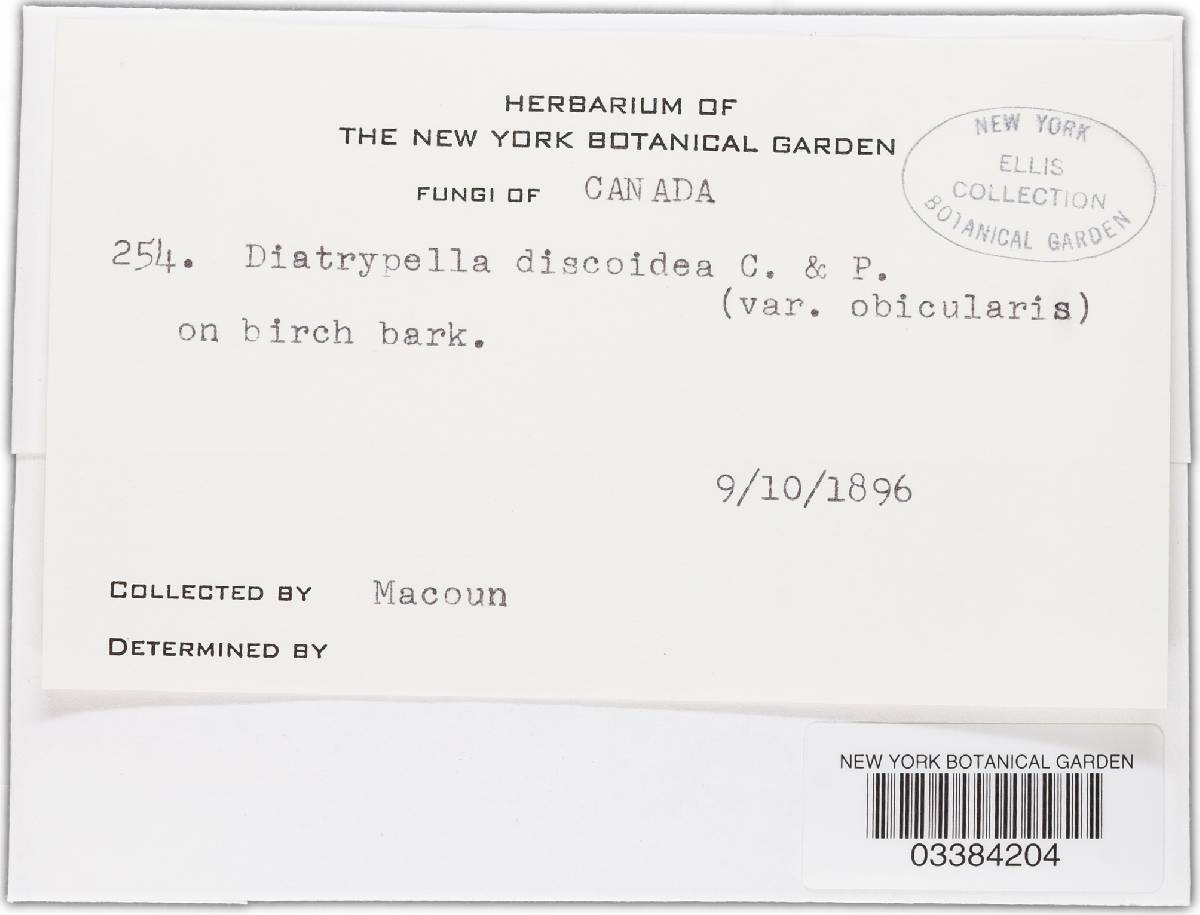 HERBARIUM OF
THE NEW YORK BOTANICAL GARDEN
FUNGI OF CANADA
NEW YORK
ELLIS
COLLECTION
BOTANICAL GARDEN
254. Diatrypella discoidea C. & P.
(var. obicularis)
on birch bark.
9/10/1896
COLLECTED BY Macoun
DETERMINED BY
NEW YORK BOTANICAL GARDEN
03384204